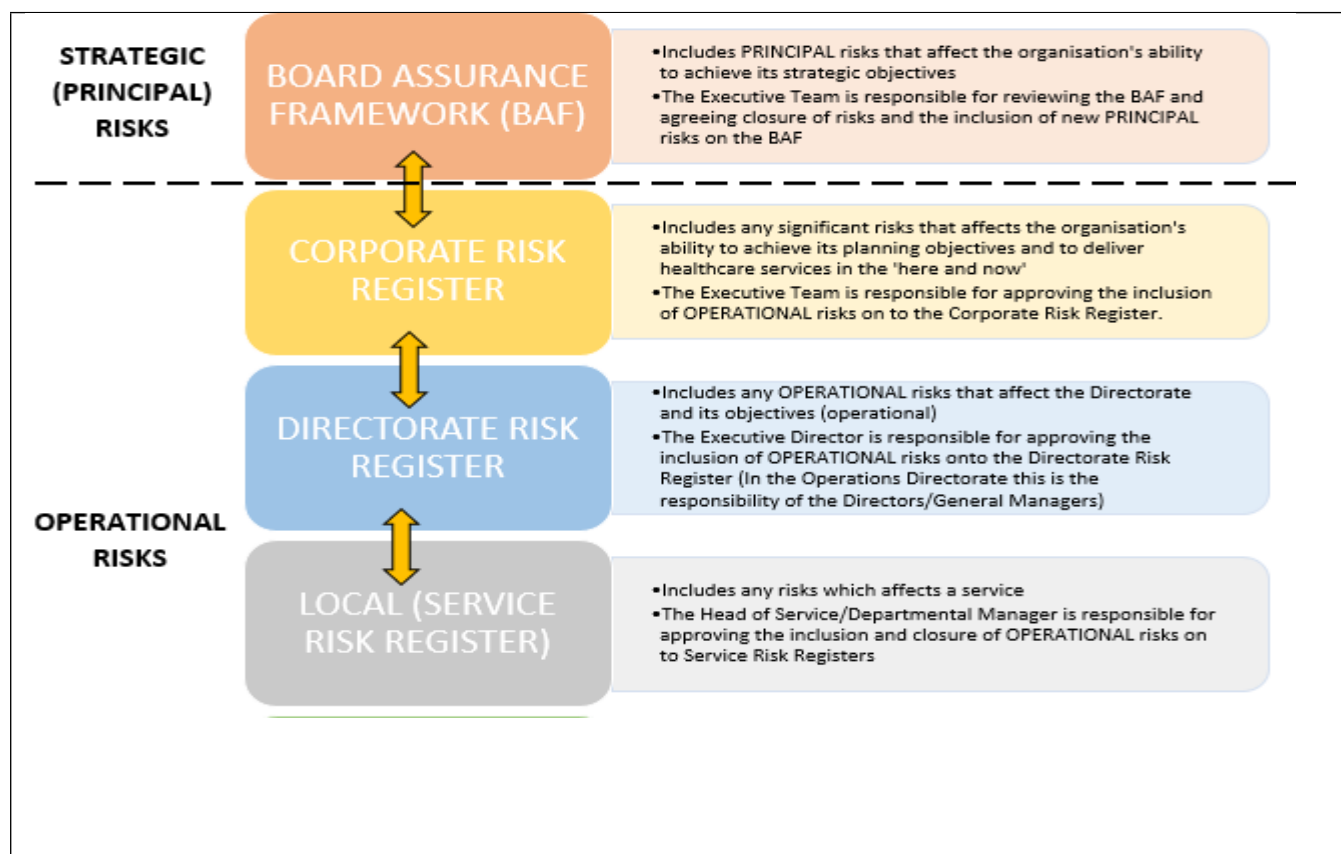 STRATEGIC
(PRINCIPAL)
RISKS
BOARD ASSURANCE
FRAMEWORK (BAF)
•Includes PRINCIPAL risks that affect the organisation's ability
to achieve its strategic objectives
•The Executive Team is responsible for reviewing the BAF and
agreeing closure of risks and the inclusion of new PRINCIPAL
risks on the BAF
CORPORATE RISK
REGISTER
•Includes any significant risks that affects the organisation's
ability to achieve its planning objectives and to deliver
healthcare services in the 'here and now'
•The Executive Team is responsible for approving the inclusion
of OPERATIONAL risks on to the Corporate Risk Register.
OPERATIONAL
RISKS
DIRECTORATE RISK
REGISTER
•Includes any OPERATIONAL risks that affect the Directorate
and its objectives (operational)
•The Executive Director is responsible for approving the
inclusion of OPERATIONAL risks onto the Directorate Risk
Register (In the Operations Directorate this is the
responsibility of the Directors/General Managers)
LOCAL (SERVICE
RISK REGISTER)
•Includes any risks which affects a service
•The Head of Service/Departmental Manager is responsible for
approving the inclusion and closure of OPERATIONAL risks on
to Service Risk Registers